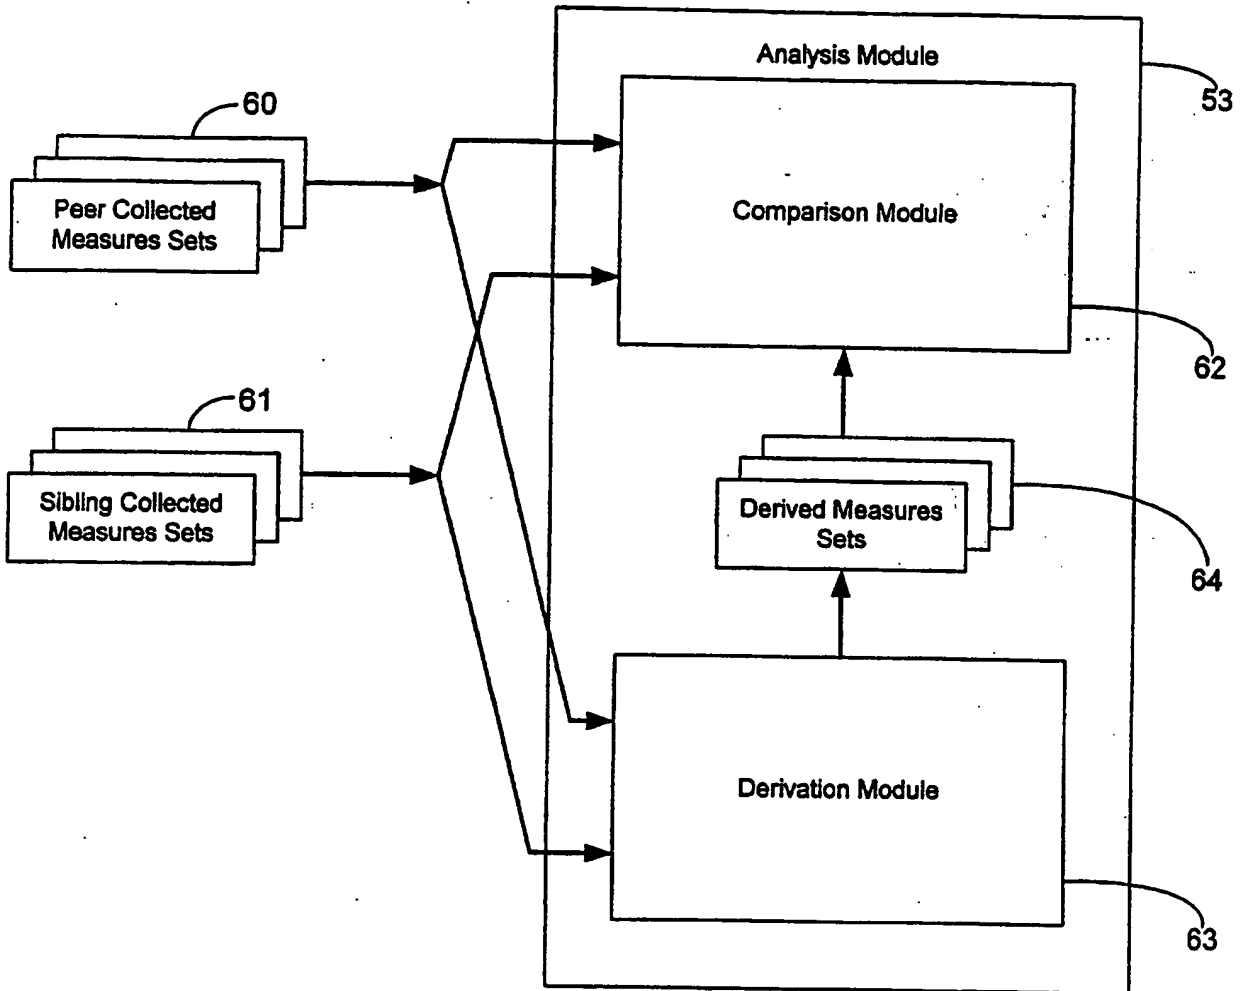 Analysis Module
53
60
Peer Collected
Measures Sets
Comparison Module
62
61
Sibling Collected
Measures Sets
Derived Measures
Sets
64
Derivation Module
63